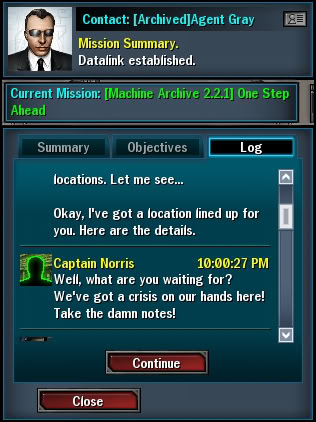 Contact: [Archived]Agent Gray
Mission Summary.
Datalink established.
Current Mission: [Machine Archive 2.2.1] One Step
Ahead
Summary
Objectives
Log
locations. Let me see...
Okay, I've got a location lined up for
you. Here are the details.
Captain Norris
10:00:27 PM
Well, what are you waiting for?
We've got a crisis on our hands here!
Take the damn notes!
Continue
Close